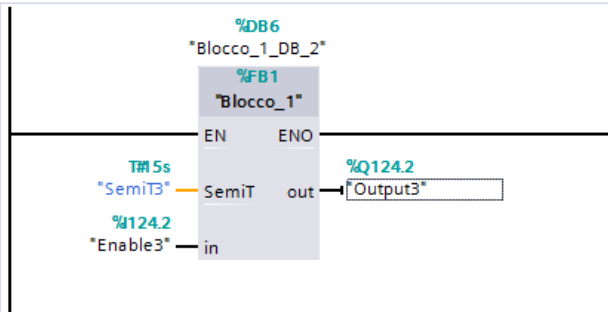 %DB6
"Blocco_1_DB_2"
%FB1
"Blocco_1"
EN ENO
T#15s
"SemiT3" SemiT out %Q124.2
"Output3"
%I124.2
"Enable3" in